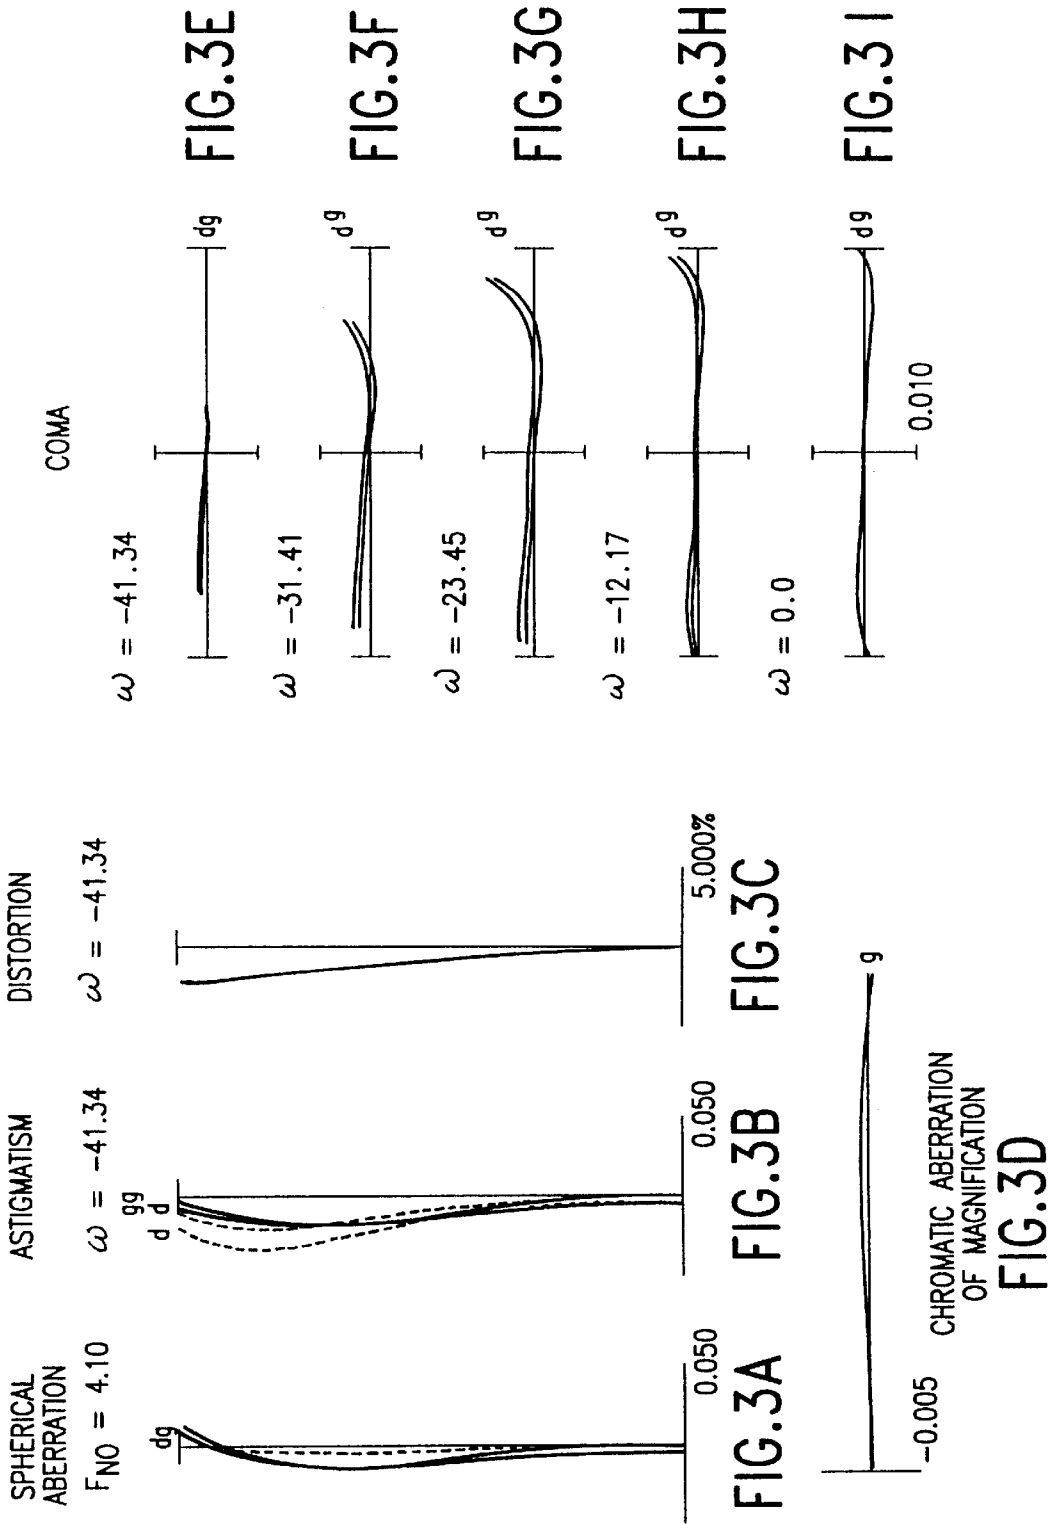 SPHERICAL
ABERRATION
FNO = 4.10
dg
0.050
FIG.3A
ASTIGMATISM
ω = -41.34
gg
d
d
0.050
FIG.3B
DISTORTION
ω = -41.34
5.000%
FIG.3C
g
-0.005
CHROMATIC ABERRATION
OF MAGNIFICATION
FIG.3D
COMA
ω = -41.34
dg
FIG.3E
ω = -31.41
dg
FIG.3F
ω = -23.45
dg
FIG.3G
ω = -12.17
dg
FIG.3H
ω = 0.0
dg
0.010
FIG.3I